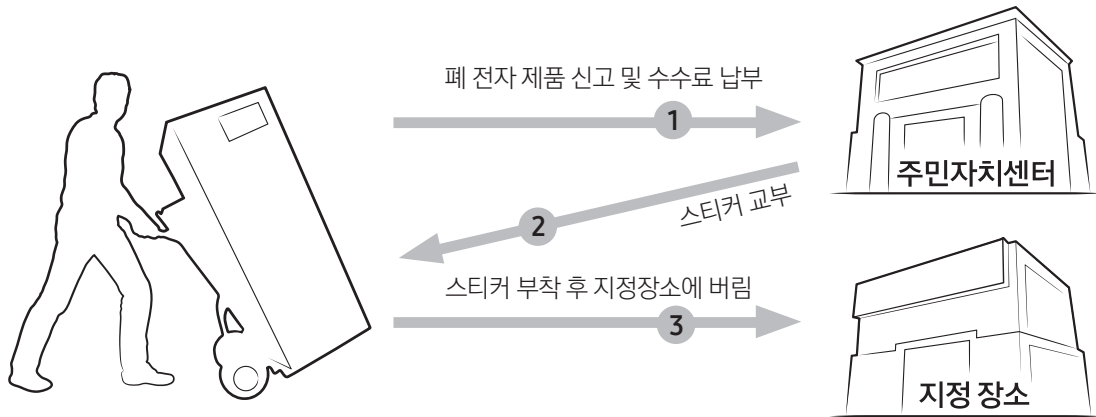 폐 전자 제품 신고 및 수수료 납부
1
주민자치센터
스티커 교부
2
스티커 부착 후 지정장소에 버림
3
지정 장소